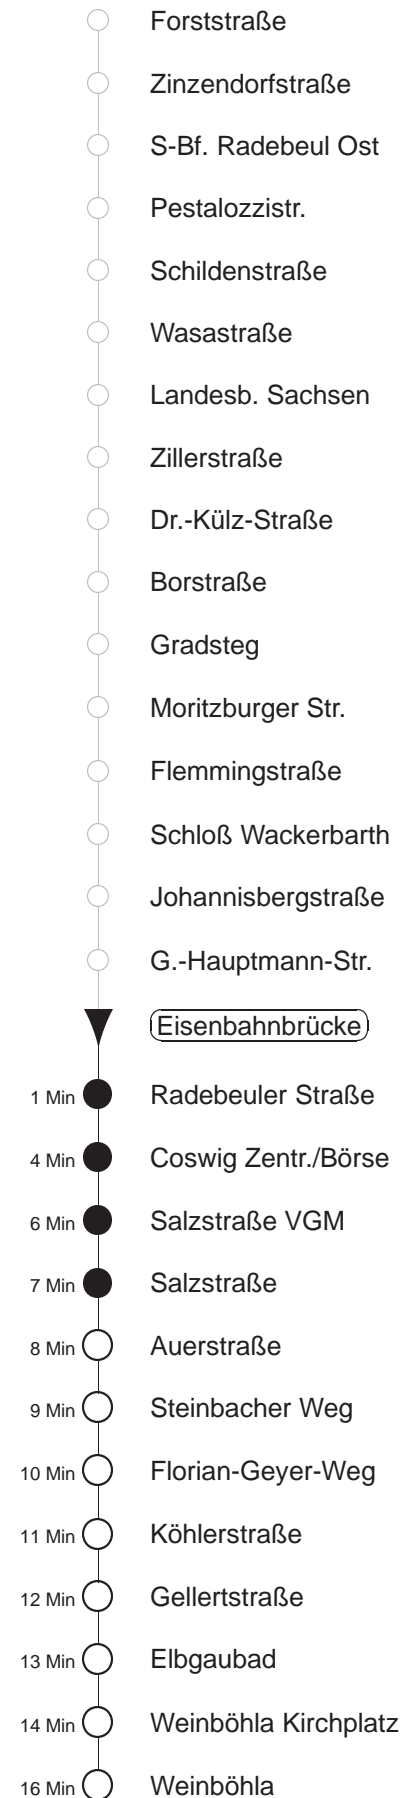 Forststraße
Zinzendorfstraße
S-Bf. Radebeul Ost
Pestalozzistr.
Schildenstraße
Wasastraße
Landesb. Sachsen
Zillerstraße
Dr.-Külz-Straße
Borstraße
Gradsteg
Moritzburger Str.
Flemmingstraße
Schloß Wackerbarth
Johannisbergstraße
G.-Hauptmann-Str.
Eisenbahnbrücke
1 Min Radebeuler Straße
4 Min Coswig Zentr./Börse
6 Min Salzstraße VGM
7 Min Salzstraße
8 Min Auerstraße
9 Min Steinbacher Weg
10 Min Florian-Geyer-Weg
11 Min Köhlerstraße
12 Min Gellertstraße
13 Min Elbgaubad
14 Min Weinböhla Kirchplatz
16 Min Weinböhla